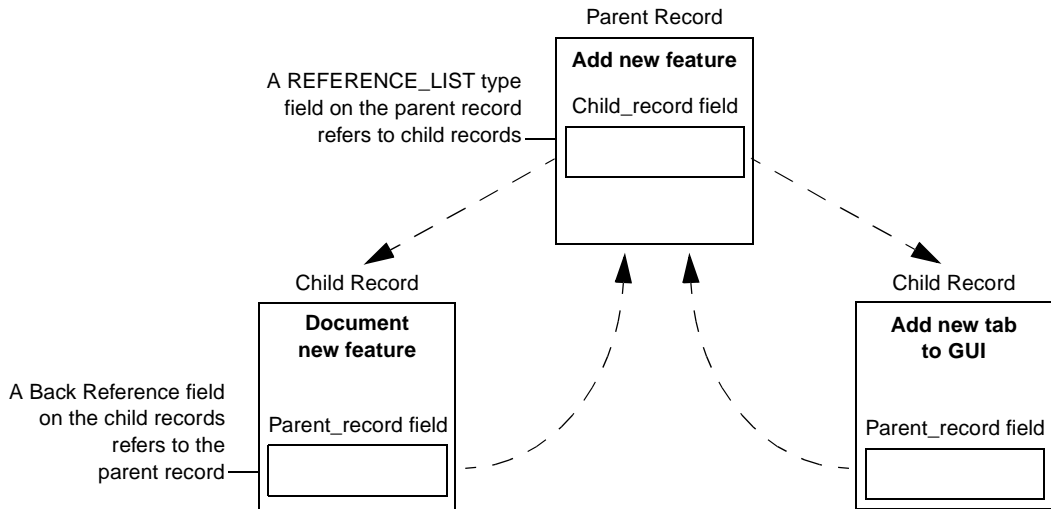 Parent Record
Add new feature
A REFERENCE_LIST type
field on the parent record
refers to child records
Child_record field
Child Record
Document
new feature
A Back Reference field
on the child records
refers to the
parent record
Parent_record field
Child Record
Add new tab
to GUI
Parent_record field